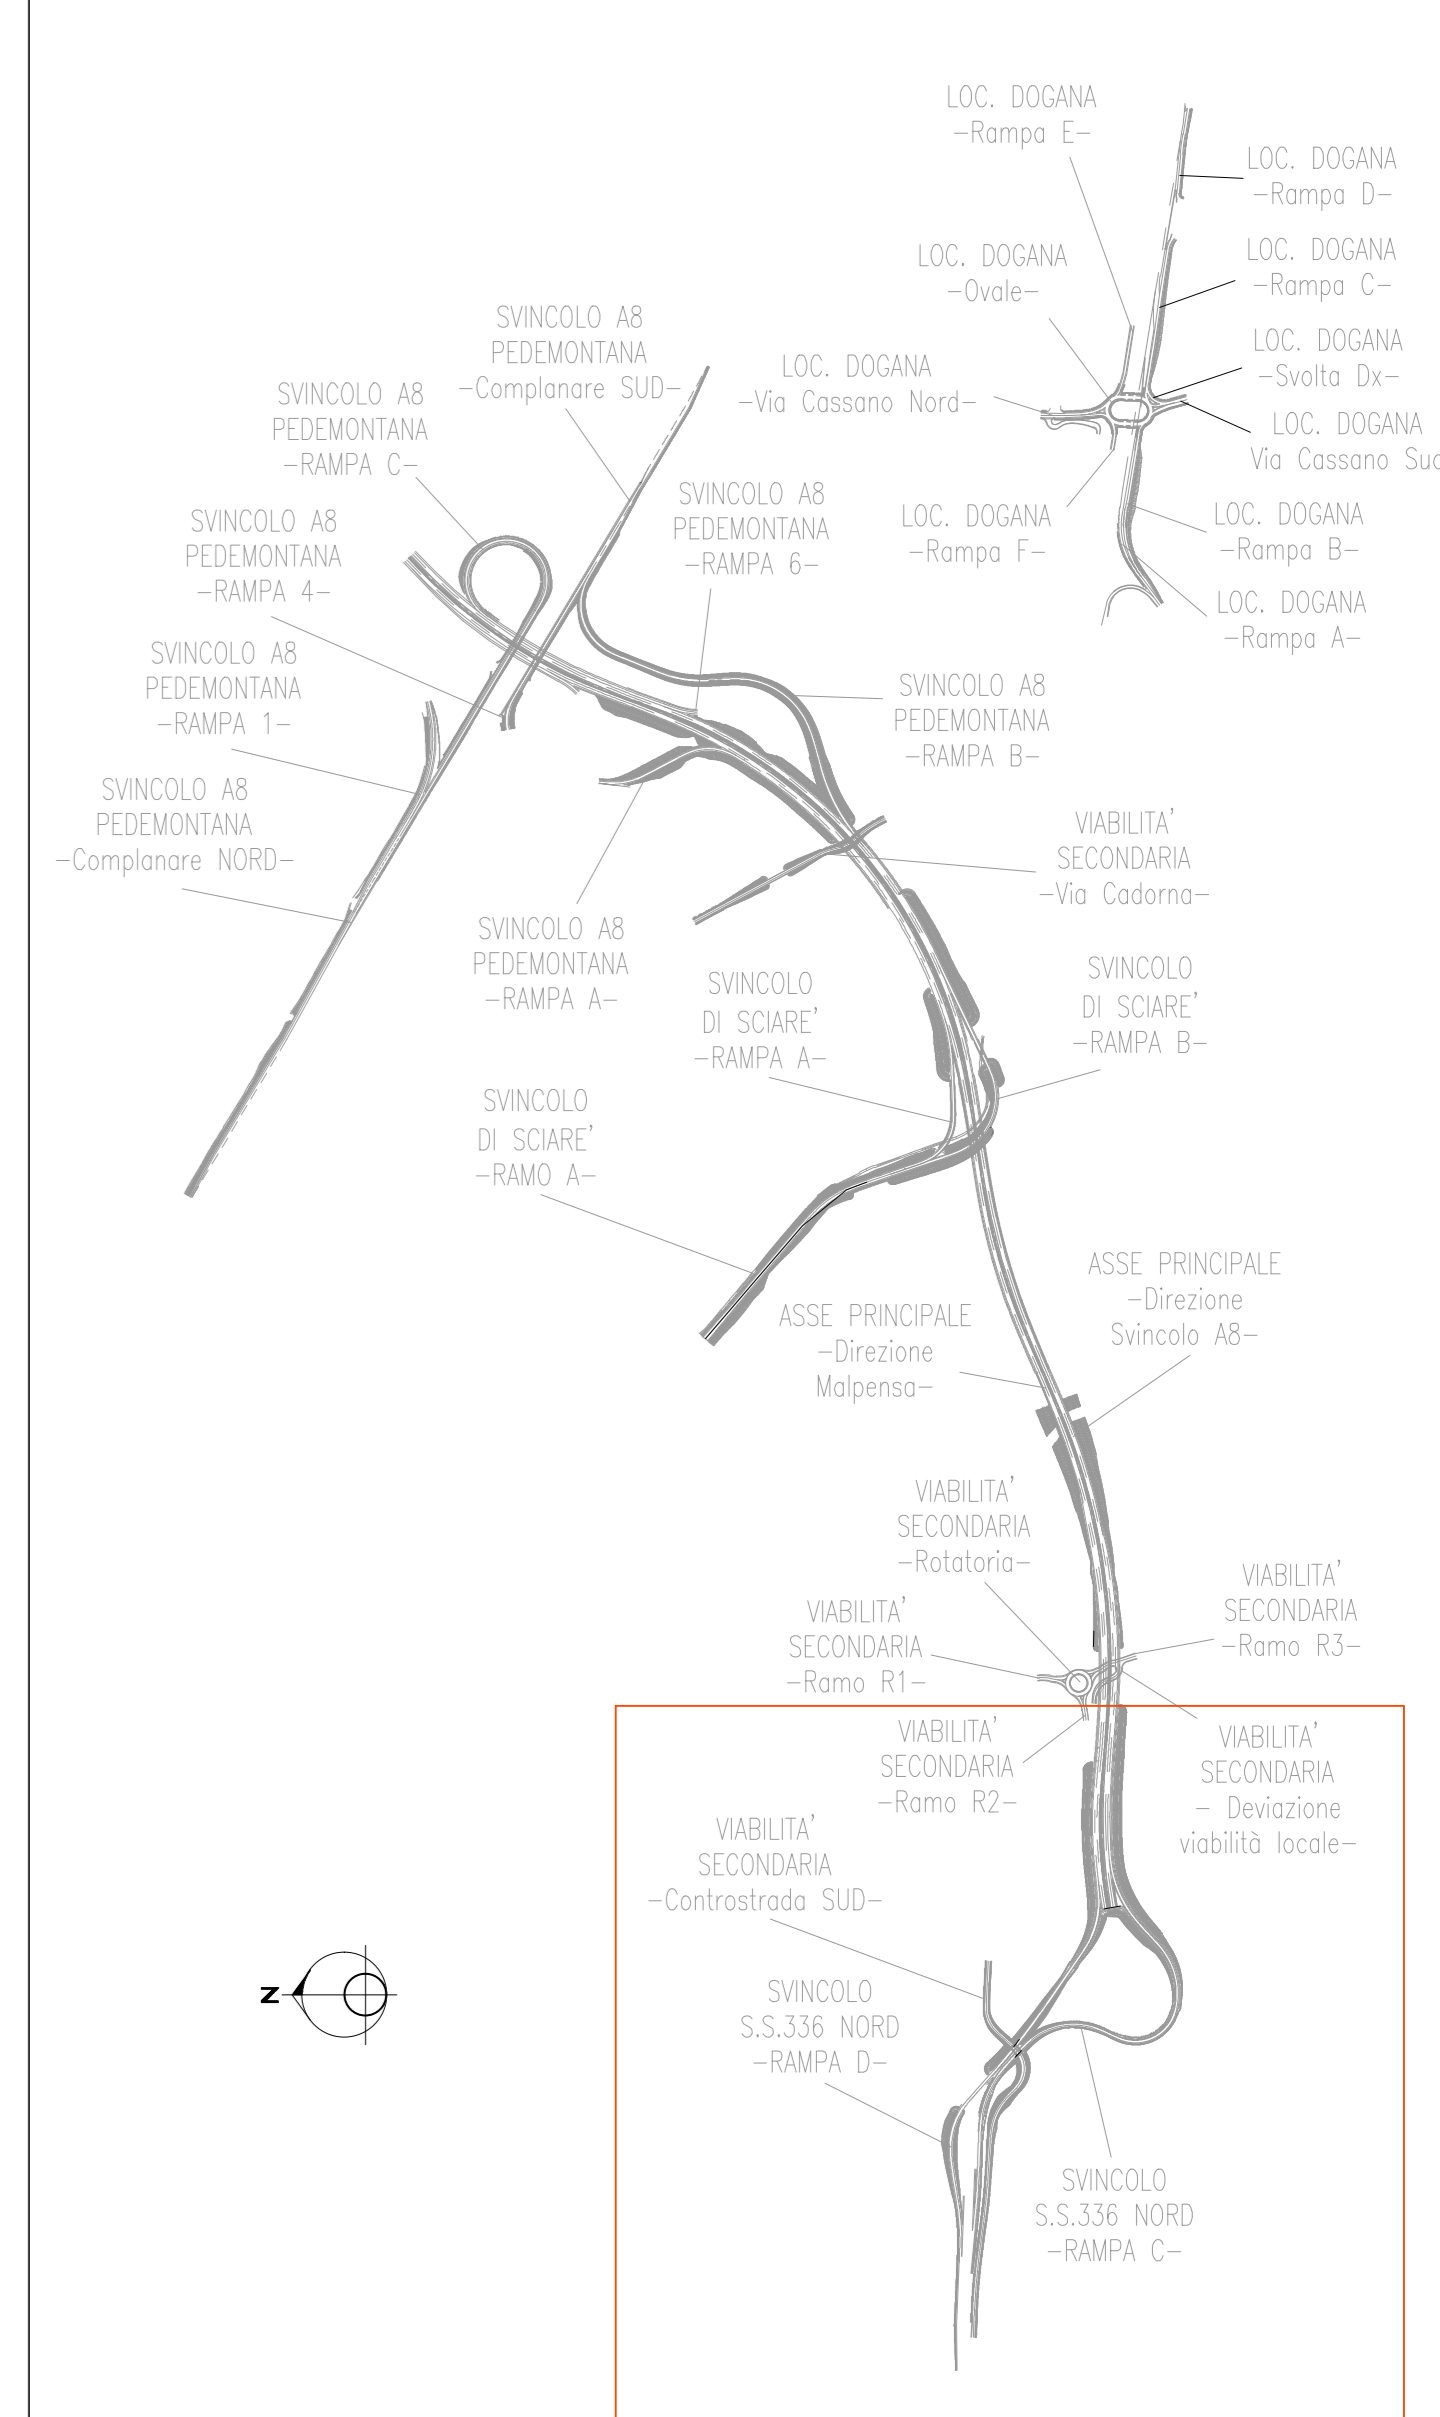 LOC. DOGANA
-Rampa E-
LOC. DOGANA
-Rampa D-
LOC. DOGANA
-Rampa C-
LOC. DOGANA
-Ovale-
SVINCOLO A8
PEDEMONTANA
-Complanare SUD-
LOC. DOGANA
-Svolta Dx-
LOC. DOGANA
-Via Cassano Nord-
SVINCOLO A8
PEDEMONTANA
-RAMPA C-
LOC. DOGANA
Via Cassano Sud
SVINCOLO A8
PEDEMONTANA
-RAMPA 6-
LOC. DOGANA
-Rampa F-
LOC. DOGANA
-Rampa B-
SVINCOLO A8
PEDEMONTANA
-RAMPA 4-
LOC. DOGANA
-Rampa A-
SVINCOLO A8
PEDEMONTANA
-RAMPA 1-
SVINCOLO A8
PEDEMONTANA
-RAMPA B-
SVINCOLO A8
PEDEMONTANA
-Complanare NORD-
VIABILITA'
SECONDARIA
-Via Cadorna-
SVINCOLO A8
PEDEMONTANA
-RAMPA A-
SVINCOLO
DI SCIARE'
-RAMPA B-
SVINCOLO
DI SCIARE'
-RAMPA A-
SVINCOLO
DI SCIARE'
-RAMO A-
ASSE PRINCIPALE
-Direzione
Svincolo A8-
ASSE PRINCIPALE
-Direzione
Malpensa-
VIABILITA'
SECONDARIA
-Rotatoria-
VIABILITA'
SECONDARIA
-Ramo R3-
VIABILITA'
SECONDARIA
-Ramo R1-
VIABILITA'
SECONDARIA
-Ramo R2-
VIABILITA'
SECONDARIA
- Deviazione
viabilità locale-
VIABILITA'
SECONDARIA
-Controstrada SUD-
N
SVINCOLO
S.S.336 NORD
-RAMPA D-
SVINCOLO
S.S.336 NORD
-RAMPA C-